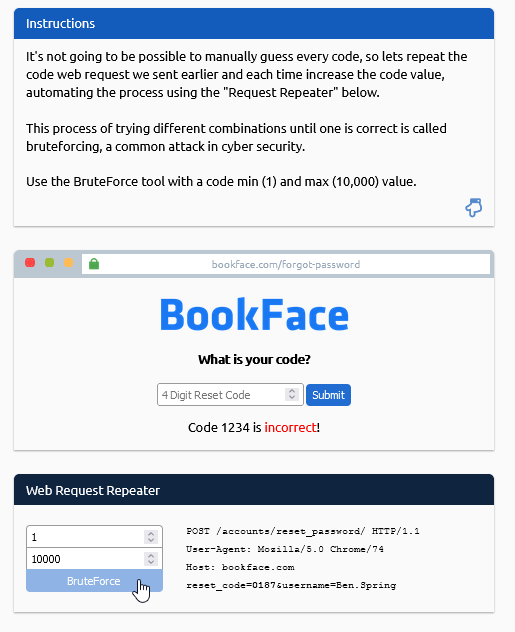 Instructions
It's not going to be possible to manually guess every code, so lets repeat the
code web request we sent earlier and each time increase the code value,
automating the process using the "Request Repeater" below.
This process of trying different combinations until one is correct is called
bruteforcing, a common attack in cyber security.
Use the BruteForce tool with a code min (1) and max (10,000) value.
bookface.com/forgot-password
BookFace
What is your code?
4 Digit Reset Code Submit
Code 1234 is incorrect!
Web Request Repeater
1
10000
BruteForce
POST /accounts/reset_password/ HTTP/1.1
User-Agent: Mozilla/5.0 Chrome/74
Host: bookface.com
reset_code=0187&username=Ben.Spring